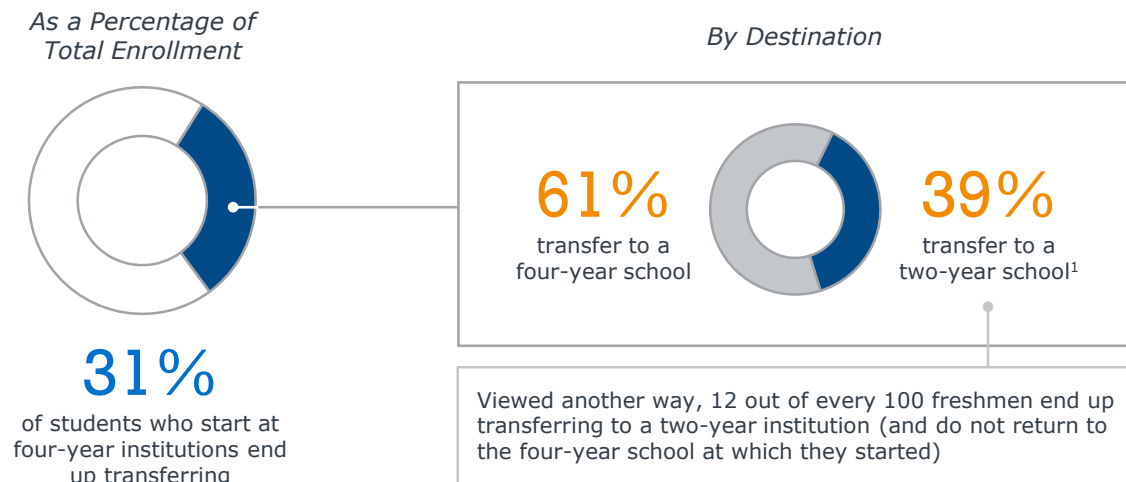 As a Percentage of
Total Enrollment
By Destination
61%
transfer to a
four-year school
39%
transfer to a
two-year school1
31%
of students who start at
four-year institutions end
up transferring
Viewed another way, 12 out of every 100 freshmen end up
transferring to a two-year institution (and do not return to
the four-year school at which they started)